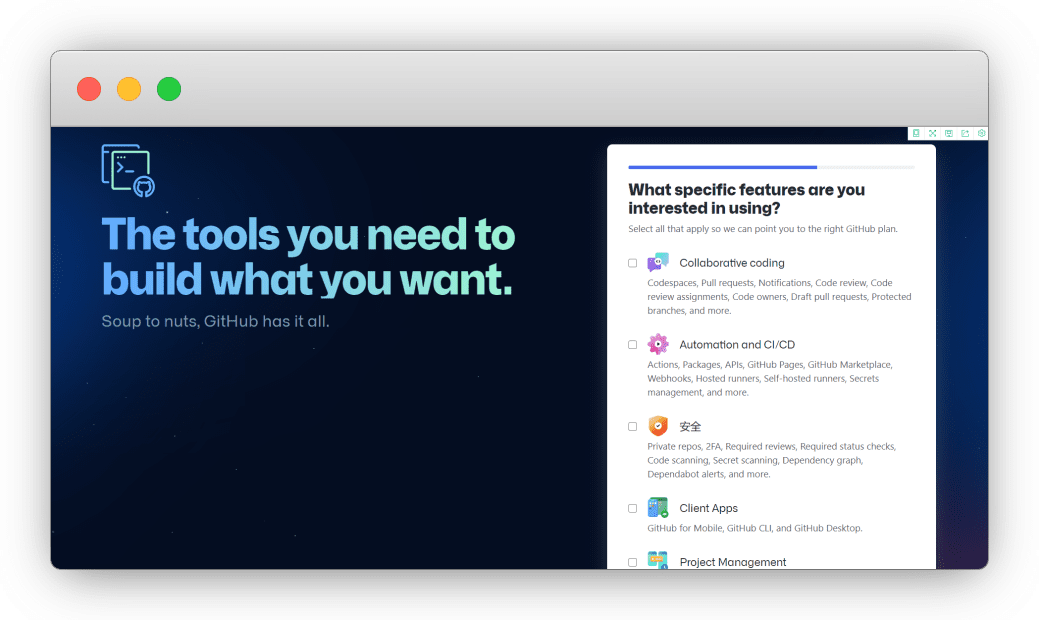 The tools you need to
build what you want.
Soup to nuts, GitHub has it all.
What specific features are you
interested in using?
Select all that apply so we can point you to the right GitHub plan.
Collaborative coding
Codespaces, Pull requests, Notifications, Code review, Code
review assignments, Code owners, Draft pull requests, Protected
branches, and more.
Automation and CI/CD
Actions, Packages, APIs, GitHub Pages, GitHub Marketplace,
Webhooks, Hosted runners, Self-hosted runners, Secrets
management, and more.
安全
Private repos, 2FA, Required reviews, Required status checks,
Code scanning, Secret scanning, Dependency graph,
Dependabot alerts, and more.
Client Apps
GitHub for Mobile, GitHub CLI, and GitHub Desktop.
Project Management